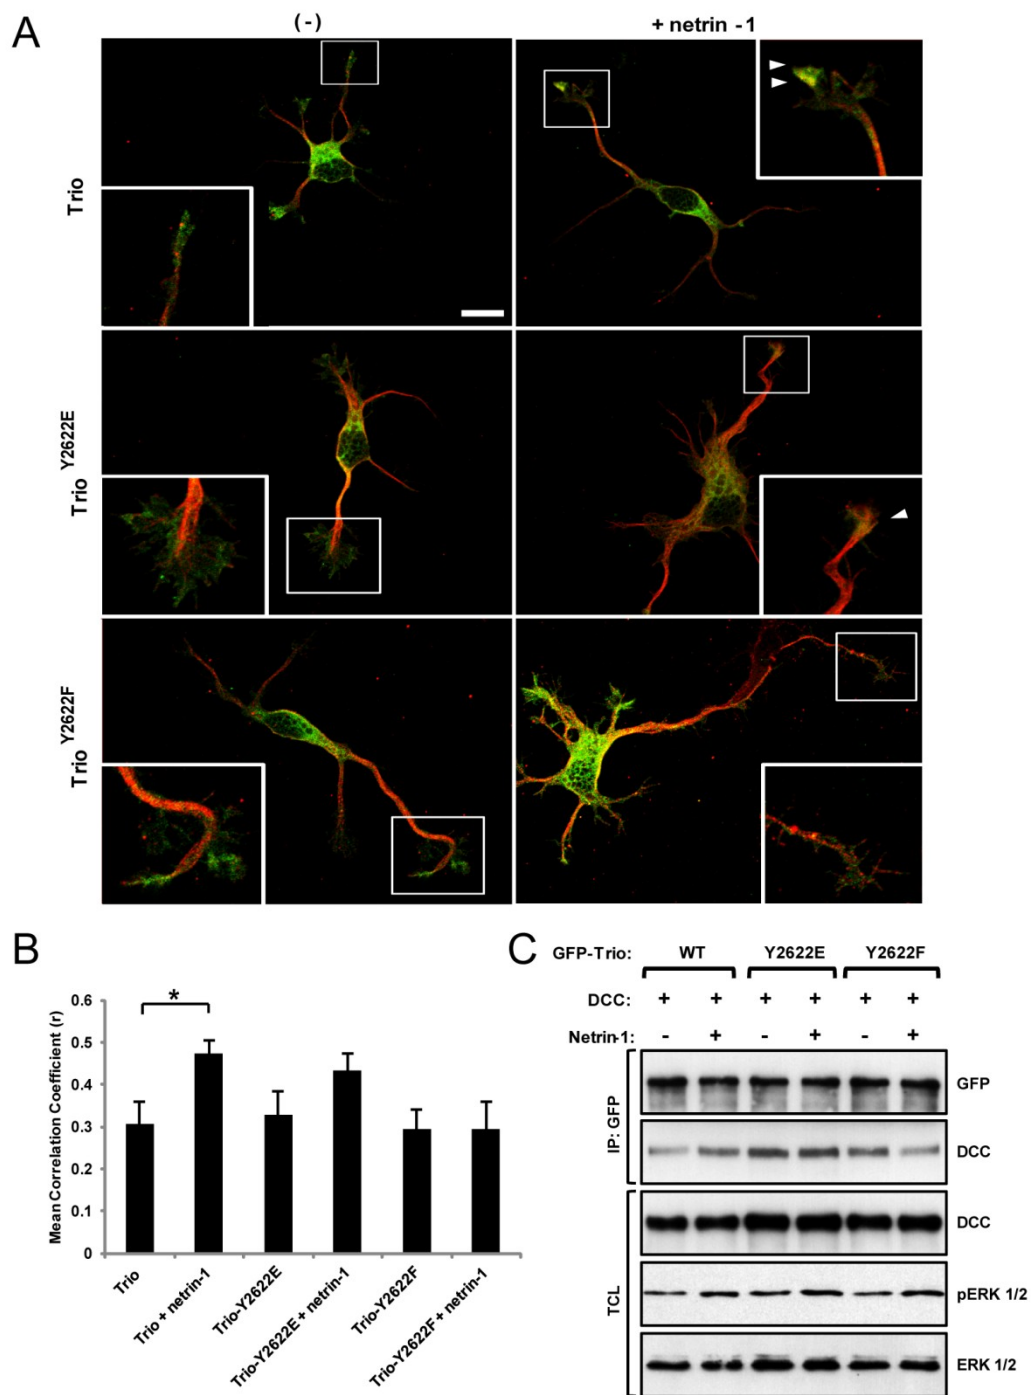 A
(-)
+ netrin -1
Trio
Trio Y2622E
Trio Y2622F
B
Mean Correlation Coefficient (r)
0.6
0.5
0.4
0.3
0.2
0.1
0
*
Trio
Trio + netrin-1
Trio-Y2622E
Trio-Y2622E + netrin-1
Trio-Y2622F
Trio-Y2622F + netrin-1
C
GFP-Trio: WT Y2622E Y2622F
DCC: + + + + + +
Netrin-1: - + - + - +
IP: GFP
GFP
DCC
TCL
DCC
pERK 1/2
ERK 1/2